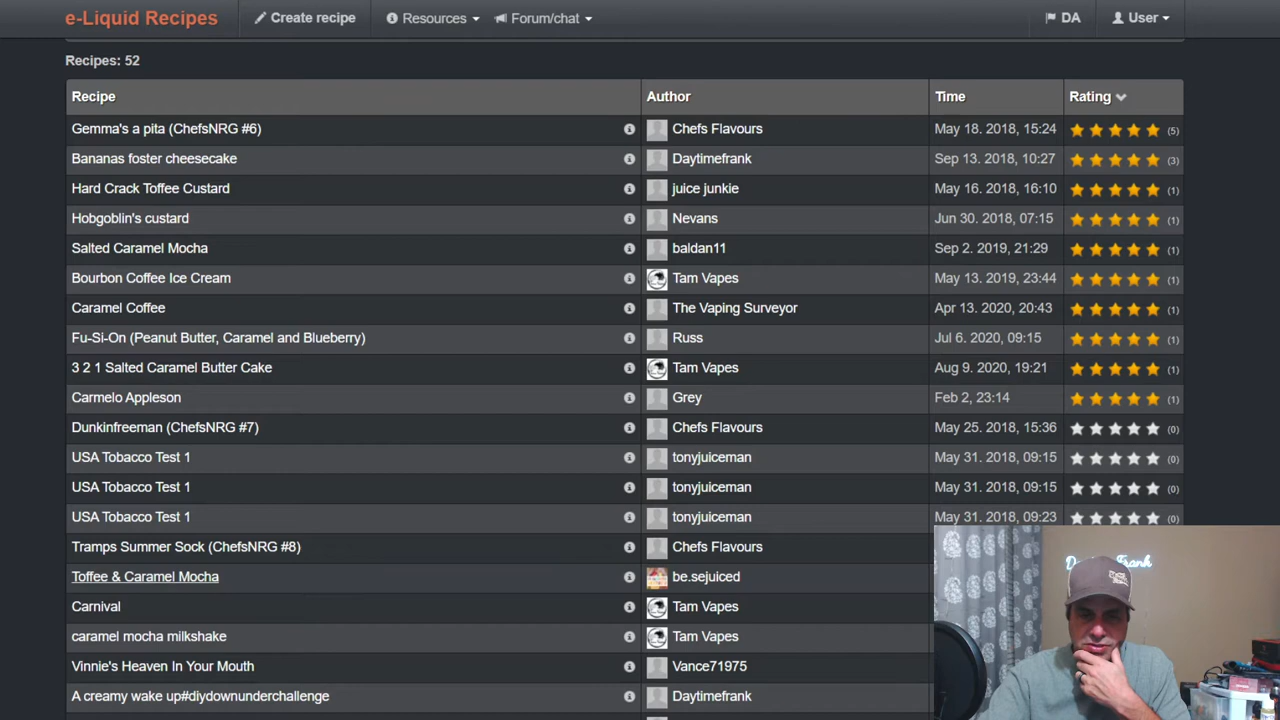 e-Liquid Recipes Create recipe Resources Forum/chat DA User
Recipes: 52
Recipe Author Time Rating
Gemma's a pita (ChefsNRG #6) Chefs Flavours May 18. 2018, 15:24 (5)
Bananas foster cheesecake Daytimefrank Sep 13. 2018, 10:27 (3)
Hard Crack Toffee Custard juice junkie May 16. 2018, 16:10 (1)
Hobgoblin's custard Nevans Jun 30. 2018, 07:15 (1)
Salted Caramel Mocha baldan11 Sep 2. 2019, 21:29 (1)
Bourbon Coffee Ice Cream Tam Vapes May 13. 2019, 23:44 (1)
Caramel Coffee The Vaping Surveyor Apr 13. 2020, 20:43 (1)
Fu-Si-On (Peanut Butter, Caramel and Blueberry) Russ Jul 6. 2020, 09:15 (1)
3 2 1 Salted Caramel Butter Cake Tam Vapes Aug 9. 2020, 19:21 (1)
Carmelo Appleson Grey Feb 2, 23:14 (1)
Dunkinfreeman (ChefsNRG #7) Chefs Flavours May 25. 2018, 15:36 (0)
USA Tobacco Test 1 tonyjuiceman May 31. 2018, 09:15 (0)
USA Tobacco Test 1 tonyjuiceman May 31. 2018, 09:15 (0)
USA Tobacco Test 1 tonyjuiceman May 31. 2018, 09:23 (0)
Tramps Summer Sock (ChefsNRG #8) Chefs Flavours
Toffee & Caramel Mocha be.sejuiced
Carnival Tam Vapes
caramel mocha milkshake Tam Vapes
Vinnie's Heaven In Your Mouth Vance71975
A creamy wake up#diydownunderchallenge Daytimefrank